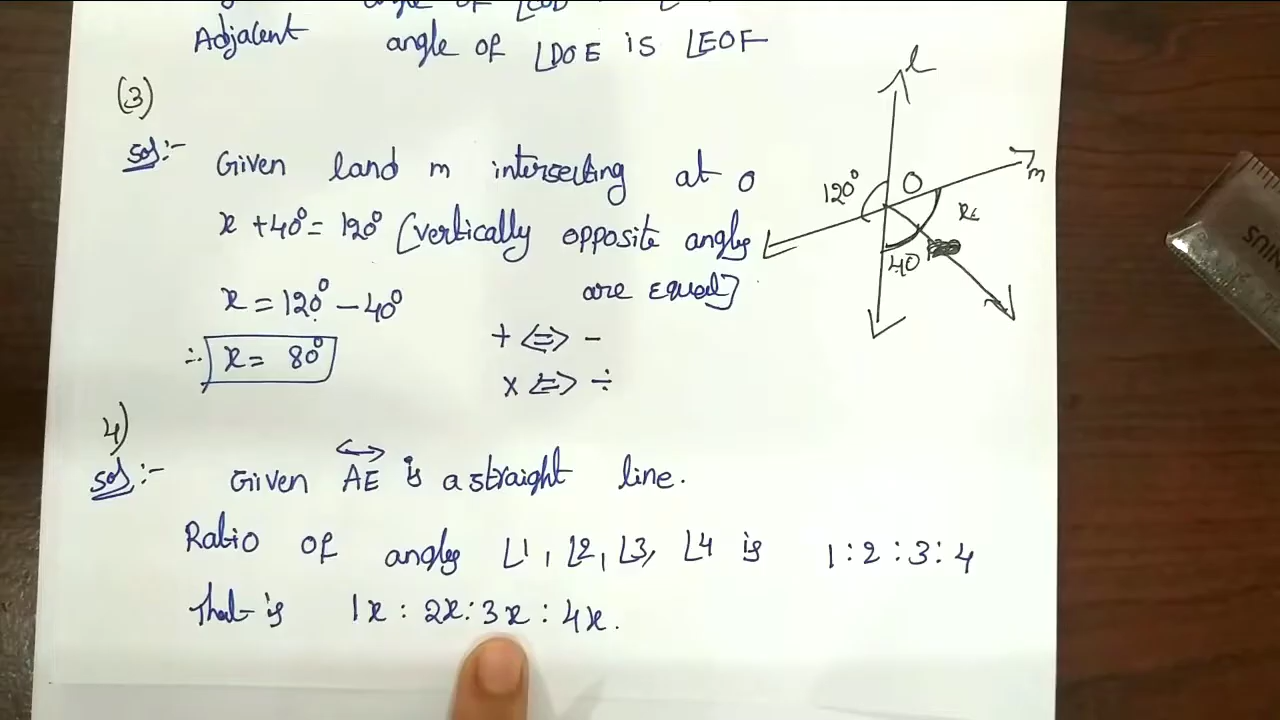 Adjacent angle of ∠DOE is ∠EOF
(3)
Sol:- Given l and m intersecting at O
x + 40° = 120° (vertically opposite angles are equal)
x = 120° - 40°
∴ x = 80°
+ <=> -
x <=> ÷
l
m
120°
O
x
40
4)
Sol:- Given AE is a straight line.
Ratio of angles ∠1, ∠2, ∠3, ∠4 is 1 : 2 : 3 : 4
that is 1x : 2x : 3x : 4x.